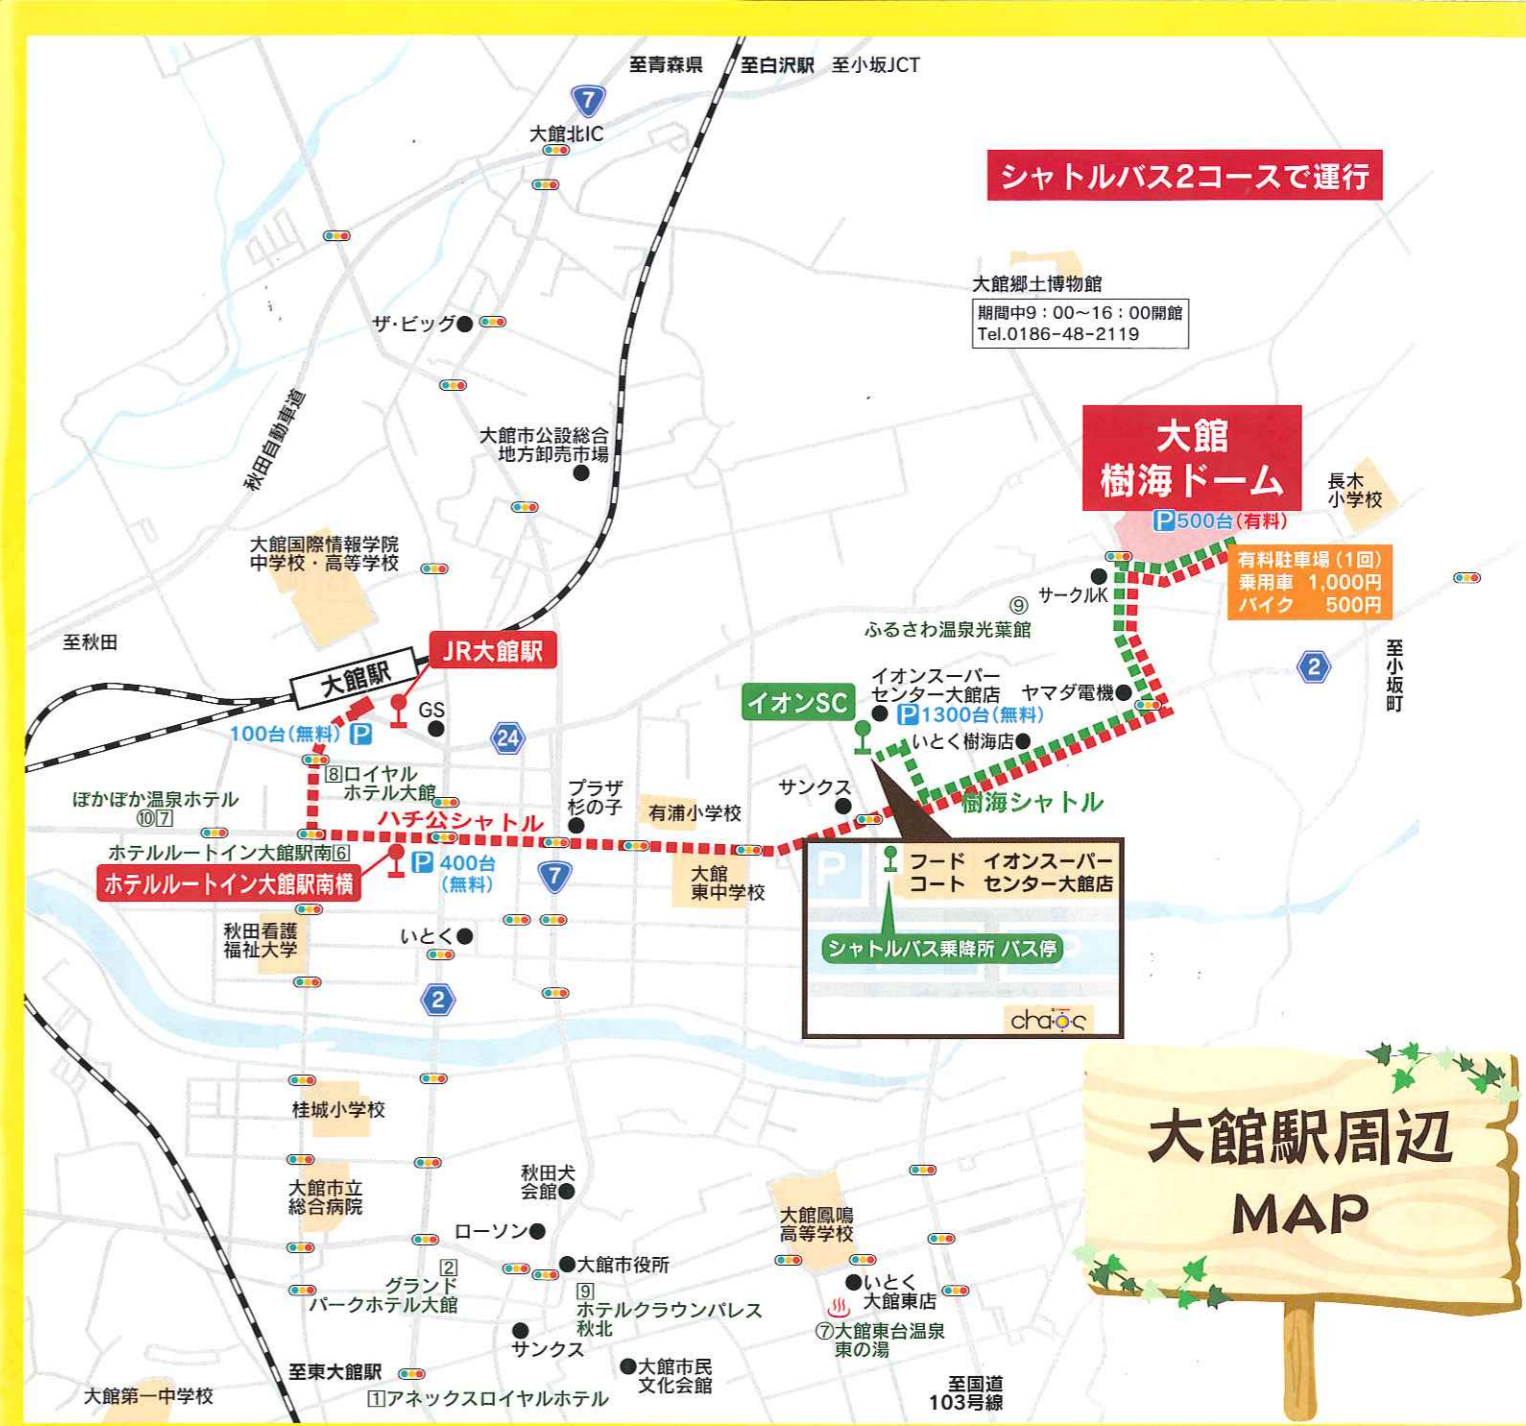 至青森県
至白沢駅
至小坂JCT
7
大館北IC
シャトルバス2コースで運行
大館郷土博物館
期間中9：00〜16：00開館
Tel.0186-48-2119
ザ・ビッグ
秋田自動車道
大館市公設総合
地方卸売市場
大館
樹海ドーム
P500台(有料)
長木
小学校
有料駐車場(1回)
乗用車 1,000円
バイク 500円
大館国際情報学院
中学校・高等学校
サークルK
⑨
ふるさわ温泉光葉館
至秋田
JR大館駅
大館駅
GS
100台(無料) P
24
2
至小坂町
イオンスーパー
センター大館店
P1300台(無料)
イオンSC
ヤマダ電機
いとく樹海店
8ロイヤル
ホテル大館
プラザ
杉の子
サンクス
樹海シャトル
有浦小学校
ぽかぽか温泉ホテル
⑩7
ハチ公シャトル
ホテルルートイン大館駅南6
ホテルルートイン大館駅南横
P 400台
(無料)
7
大館
東中学校
P
フード
コート
イオンスーパー
センター大館店
シャトルバス乗降所 バス停
P
chaos
秋田看護
福祉大学
いとく
2
桂城小学校
大館市立
総合病院
秋田犬
会館
ローソン
大館市役所
2
グランド
パークホテル大館
9
ホテルクラウンパレス
秋北
サンクス
大館鳳鳴
高等学校
いとく
大館東店
⑦大館東台温泉
東の湯
至東大館駅
1アネックスロイヤルホテル
大館市民
文化会館
大館第一中学校
至国道
103号線
大館駅周辺
MAP